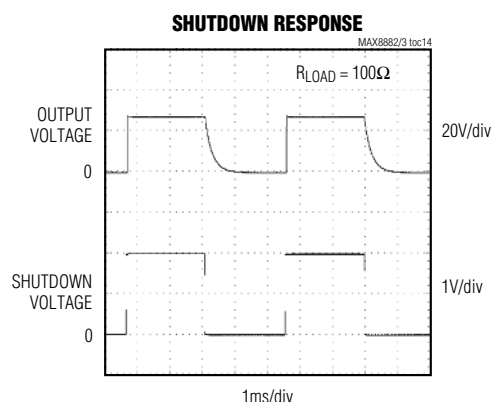 SHUTDOWN RESPONSE
MAX8882/3 toc14
RLOAD = 100Ω
OUTPUT
VOLTAGE
0
20V/div
SHUTDOWN
VOLTAGE
0
1V/div
1ms/div